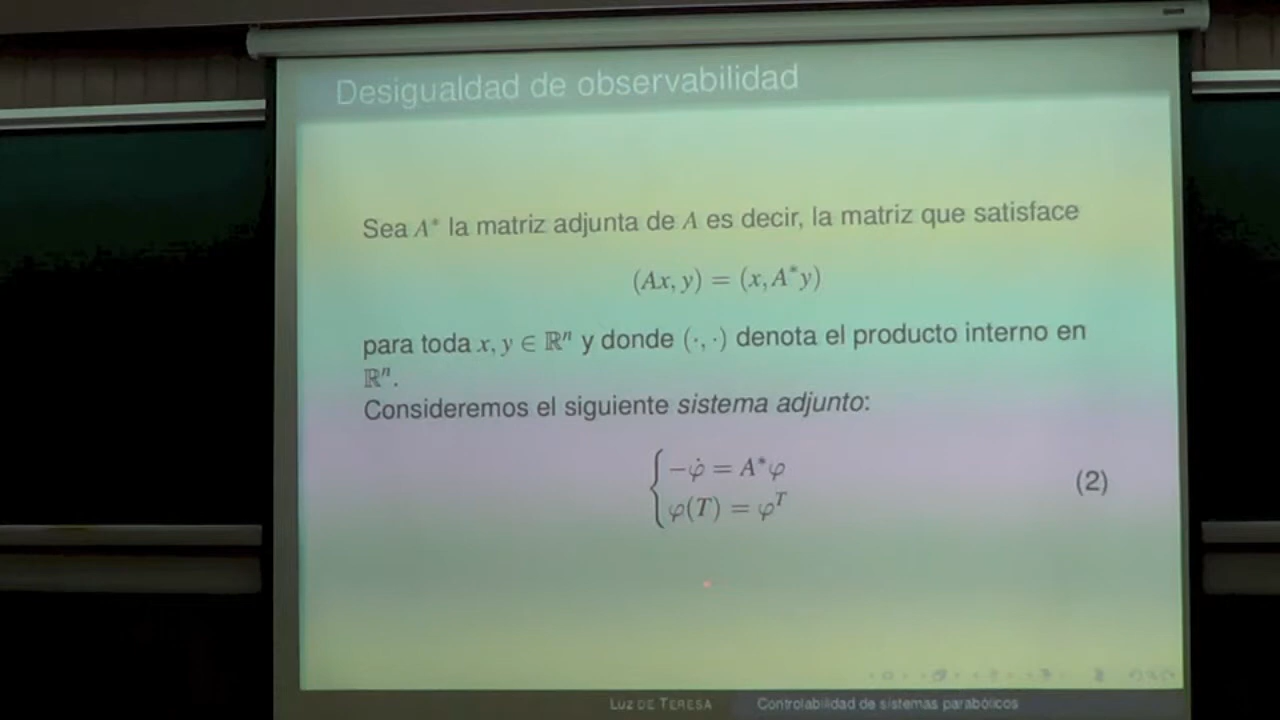 Desigualdad de observabilidad
Sea A* la matriz adjunta de A es decir, la matriz que satisface
(Ax, y) = (x, A*y)
para toda x, y ∈ ℝⁿ y donde (·, ·) denota el producto interno en
ℝⁿ.
Consideremos el siguiente sistema adjunto:
−φ̇ = A*φ
(2)
φ(T) = φᵀ
LUZ DE TERESA Controlabilidad de sistemas parabólicos